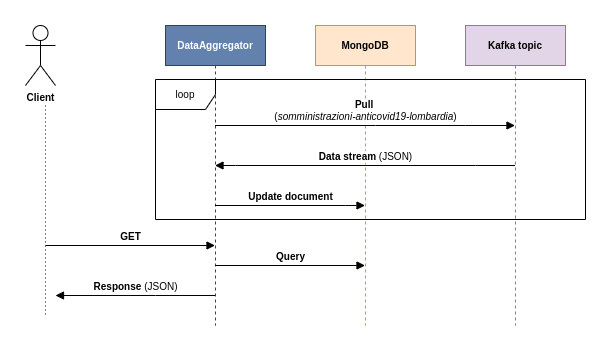 DataAggregator
MongoDB
Kafka topic
Client
loop
Pull
(somministrazioni-anticovid19-lombardia)
Data stream (JSON)
Update document
GET
Query
Response (JSON)